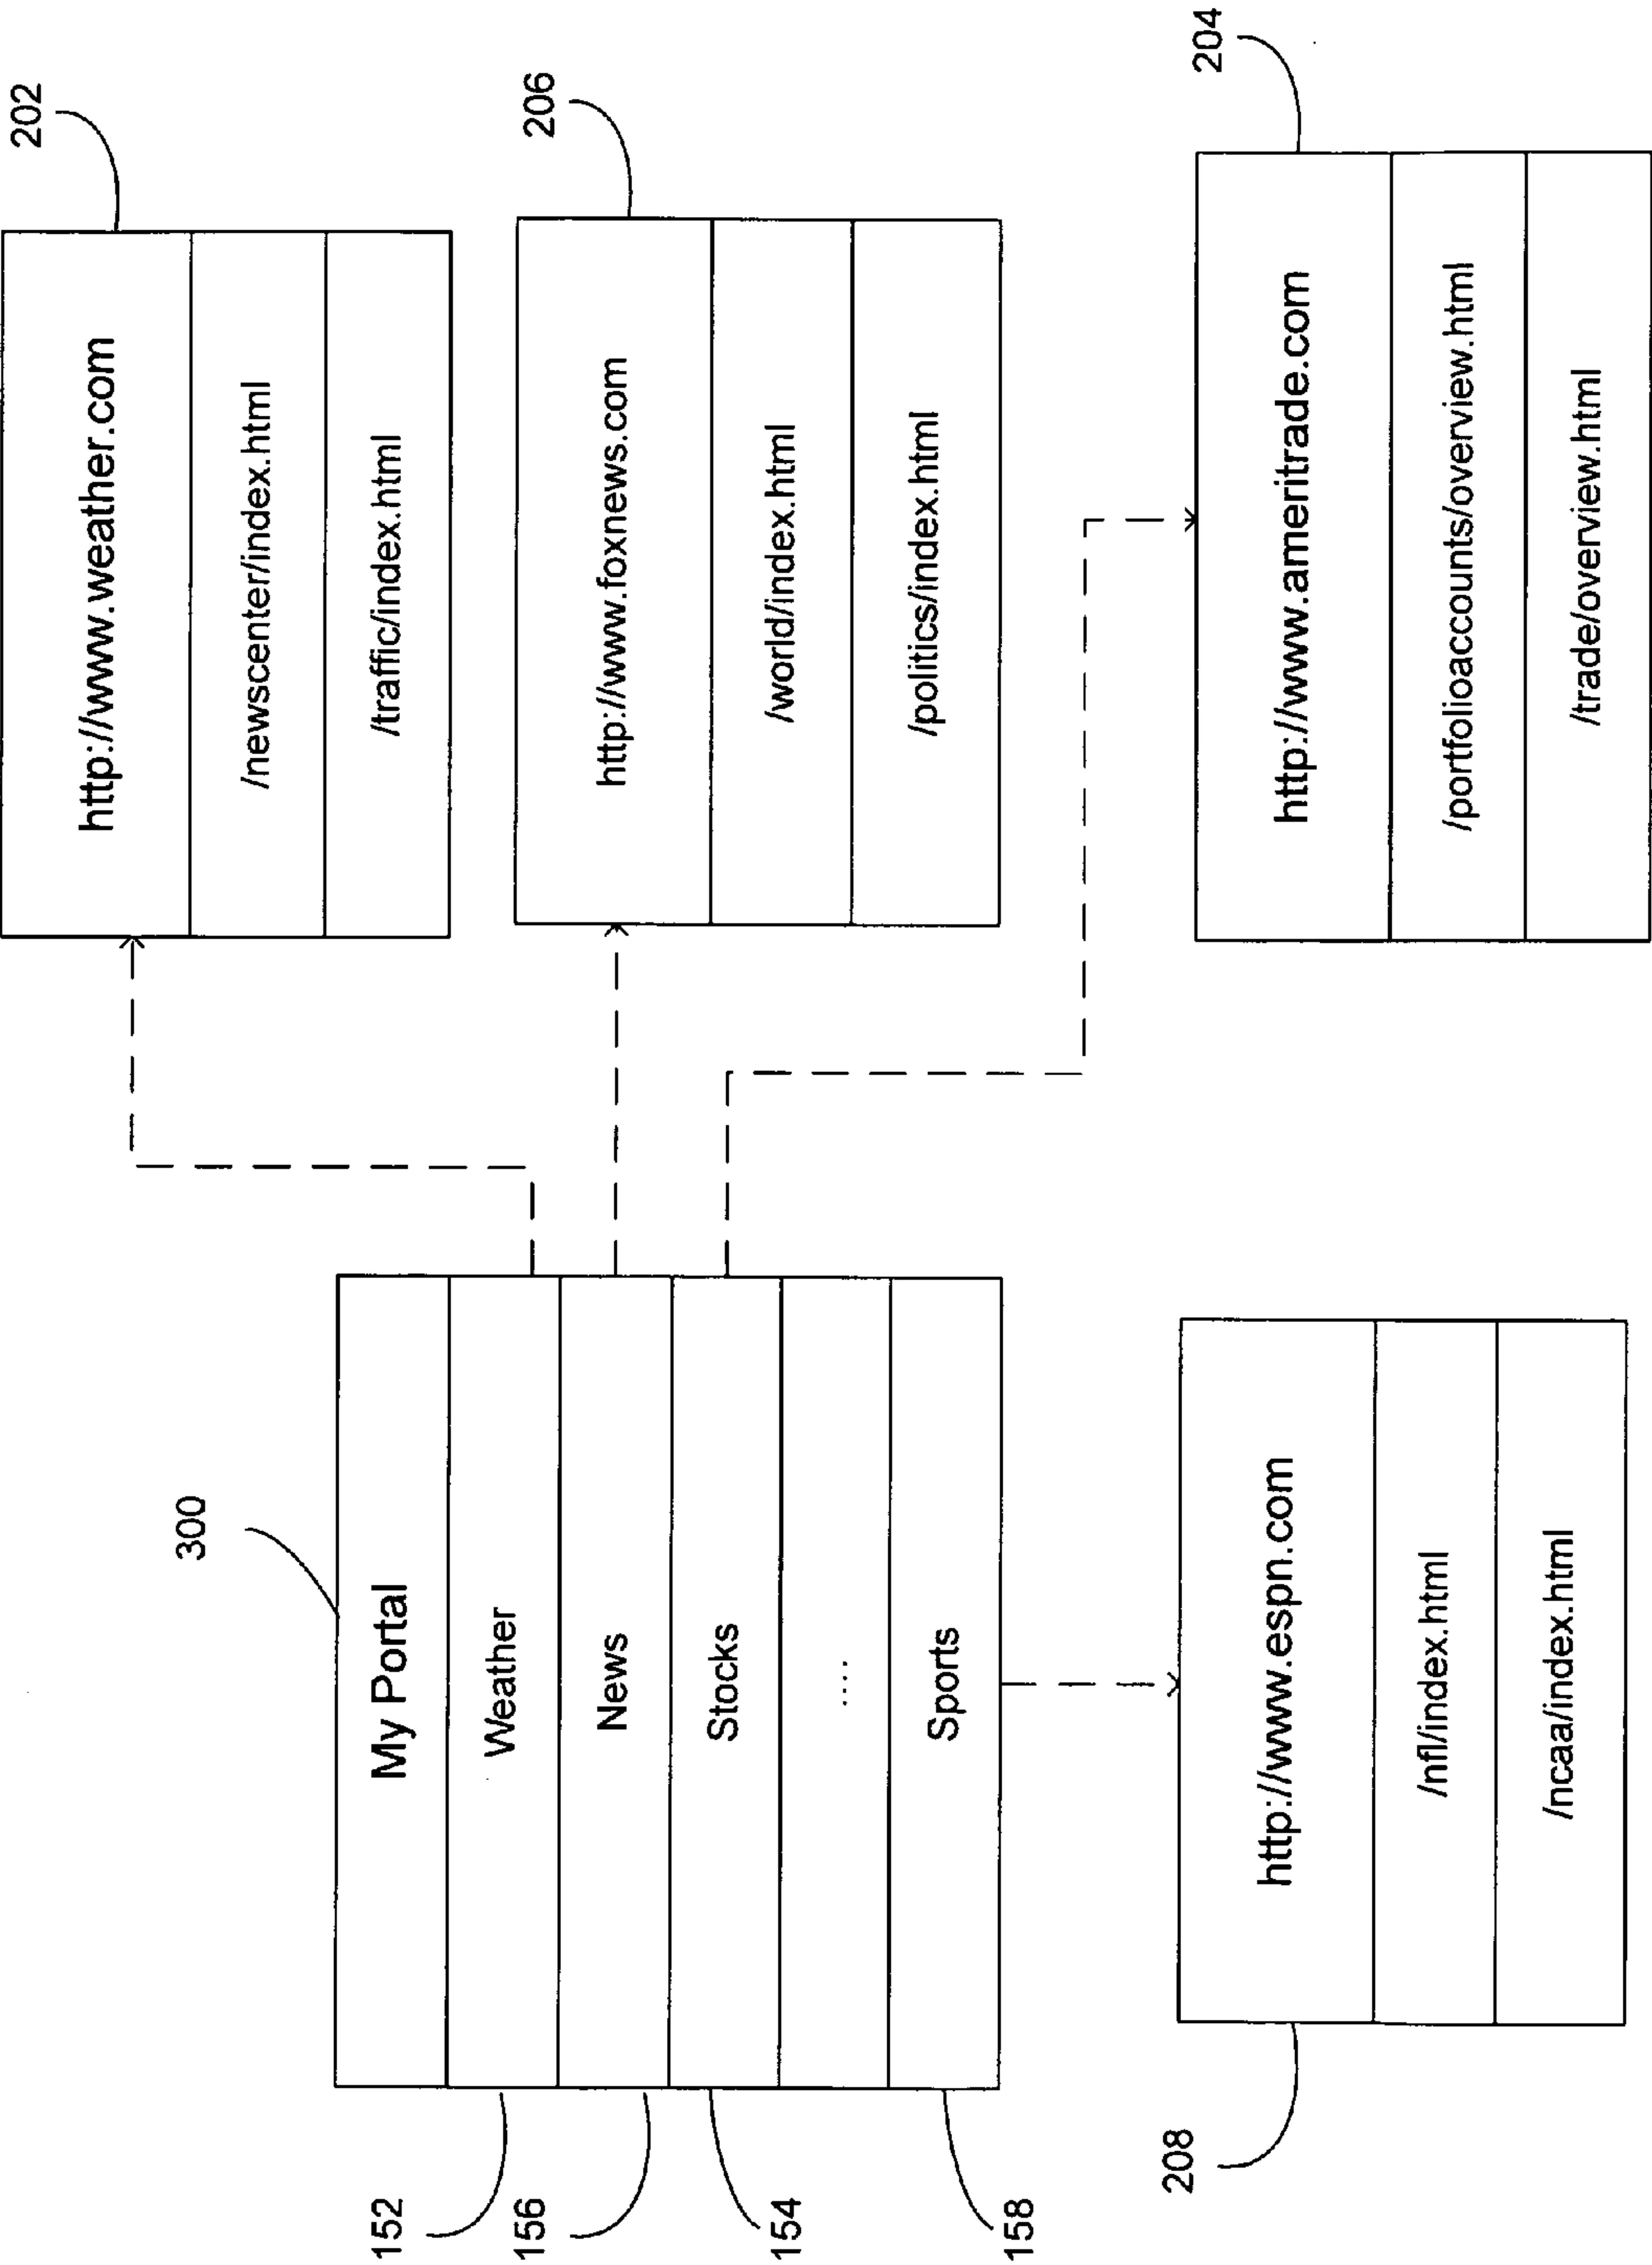 300
My Portal
152
Weather
156
News
154
Stocks
....
158
Sports
202
http://www.weather.com
/newscenter/index.html
/traffic/index.html
206
http://www.foxnews.com
/world/index.html
/politics/index.html
208
http://www.espn.com
/nfl/index.html
/ncaa/index.html
204
http://www.ameritrade.com
/portfolioaccounts/overview.html
/trade/overview.html